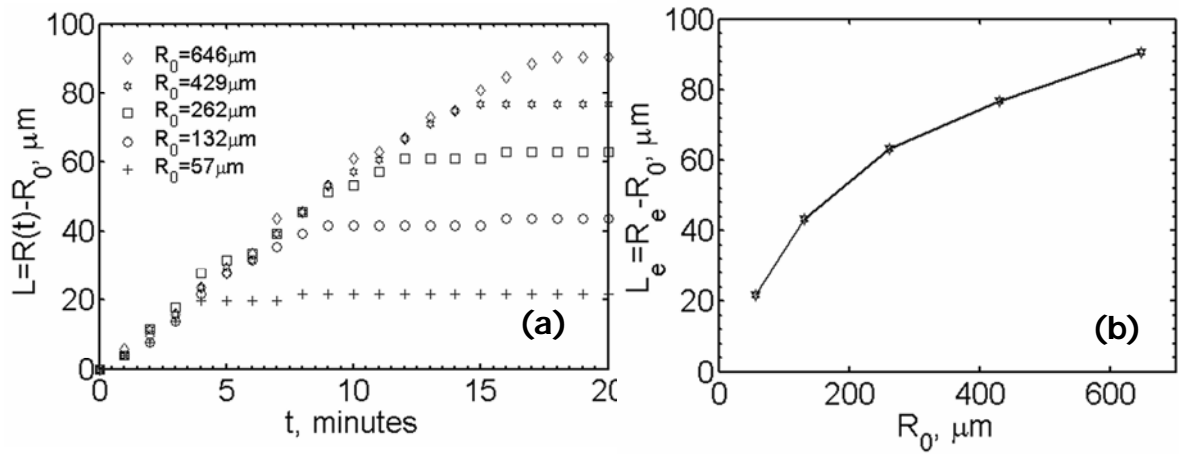 L=R(t)-R₀, μm
100
80
60
40
20
0
◇ R₀=646μm
✡ R₀=429μm
□ R₀=262μm
○ R₀=132μm
+ R₀=57μm
(a)
0 5 10 15 20
t, minutes
Lₑ=Rₑ-R₀, μm
100
80
60
40
20
0
(b)
0 200 400 600
R₀, μm